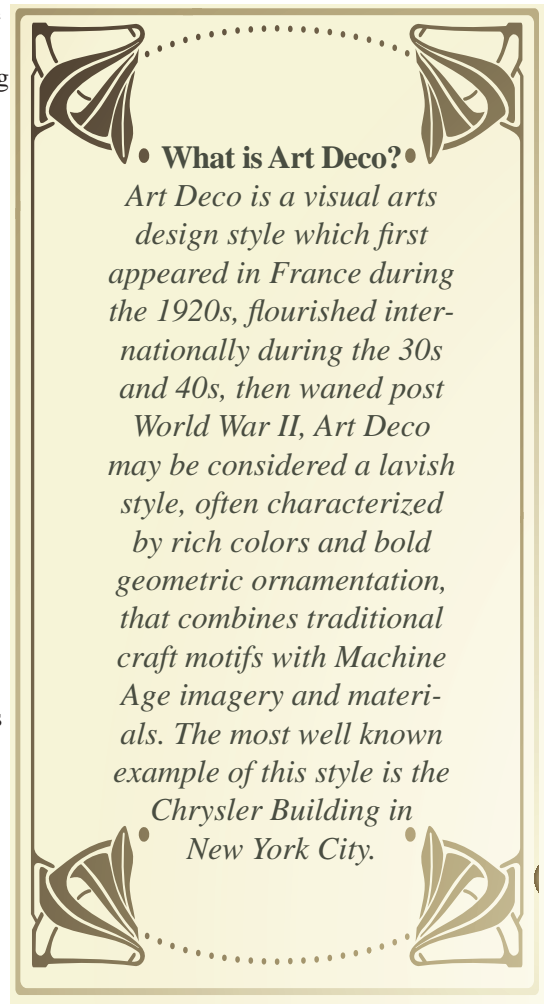 g
What is Art Deco?
Art Deco is a visual arts
design style which first
appeared in France during
the 1920s, flourished inter-
nationally during the 30s
and 40s, then waned post
World War II, Art Deco
may be considered a lavish
style, often characterized
by rich colors and bold
geometric ornamentation,
that combines traditional
craft motifs with Machine
Age imagery and materi-
als. The most well known
example of this style is the
Chrysler Building in
New York City.